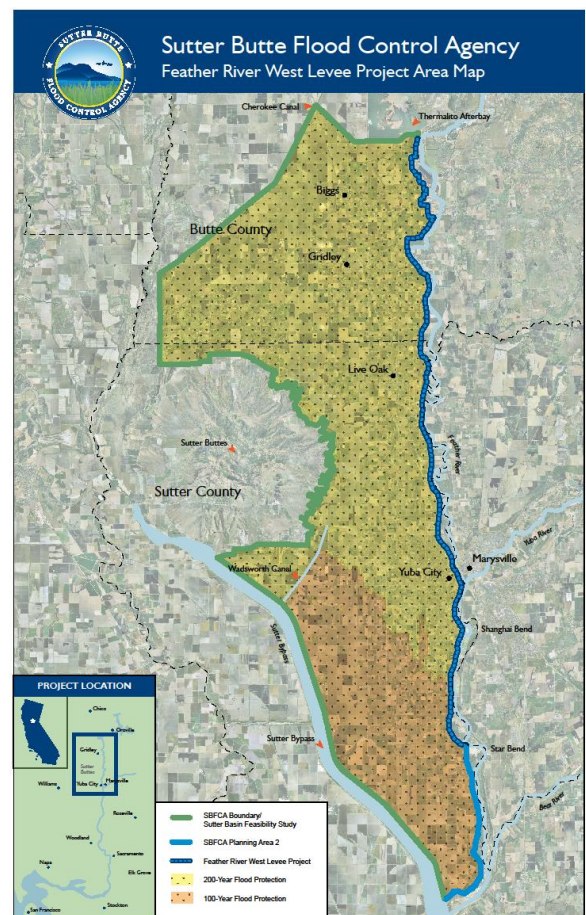 SUTTER BUTTE
FLOOD CONTROL AGENCY
Sutter Butte Flood Control Agency
Feather River West Levee Project Area Map
Cherokee Canal
Thermalito Afterbay
Biggs
Butte County
Gridley
Live Oak
Feather River
Sutter Buttes
Sutter County
Yuba River
Marysville
Wadsworth Canal
Yuba City
Sutter Bypass
Shanghai Bend
Sutter Bypass
Star Bend
Bear River
PROJECT LOCATION
Chico
Oroville
Gridley
Sutter
Buttes
Williams
Yuba City
Marysville
Roseville
Woodland
Sacramento
Napa
Elk Grove
San Francisco
Stockton
SBFCA Boundary/
Sutter Basin Feasibility Study
SBFCA Planning Area 2
Feather River West Levee Project
200-Year Flood Protection
100-Year Flood Protection